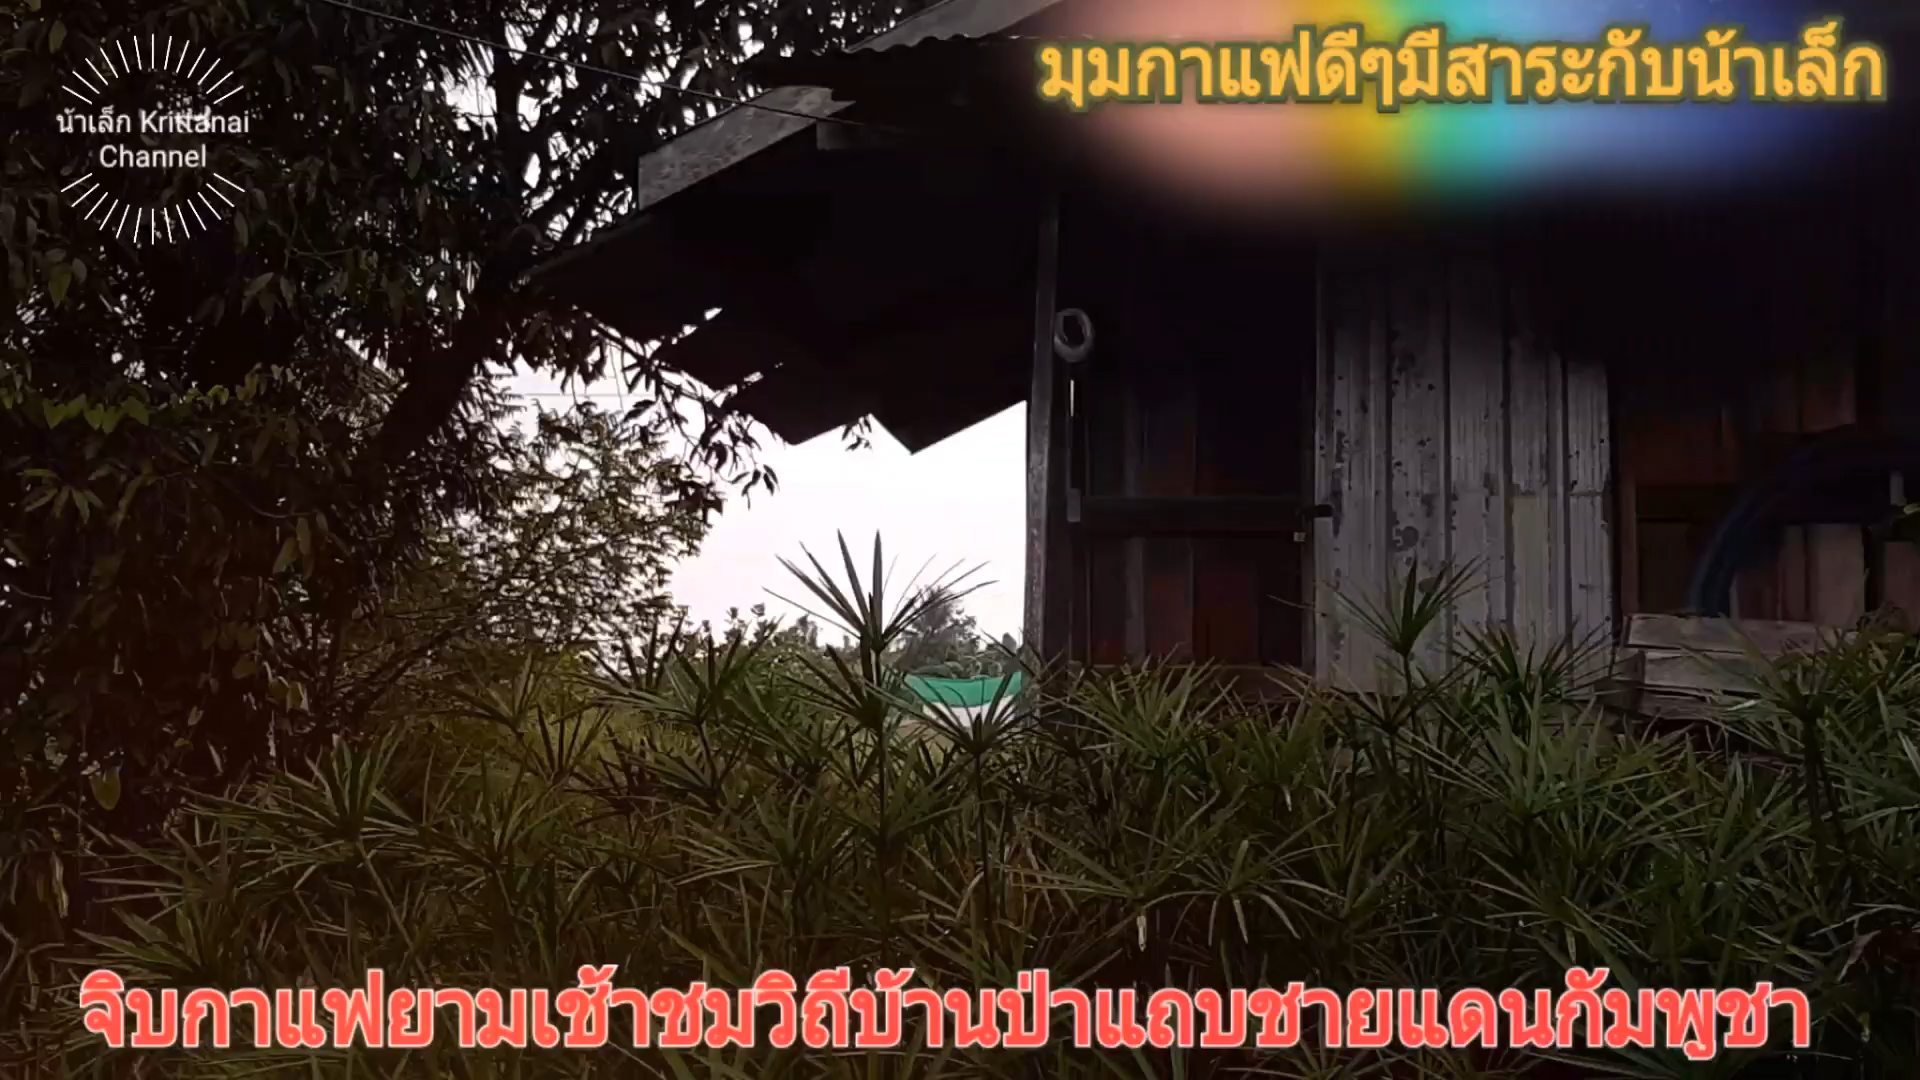 น้าเล็ก Krittanai
Channel
มุมกาแฟดีๆมีสาระกับน้าเล็ก
จิบกาแฟยามเช้าชมวิถีบ้านป่าแถบชายแดนกัมพูชา